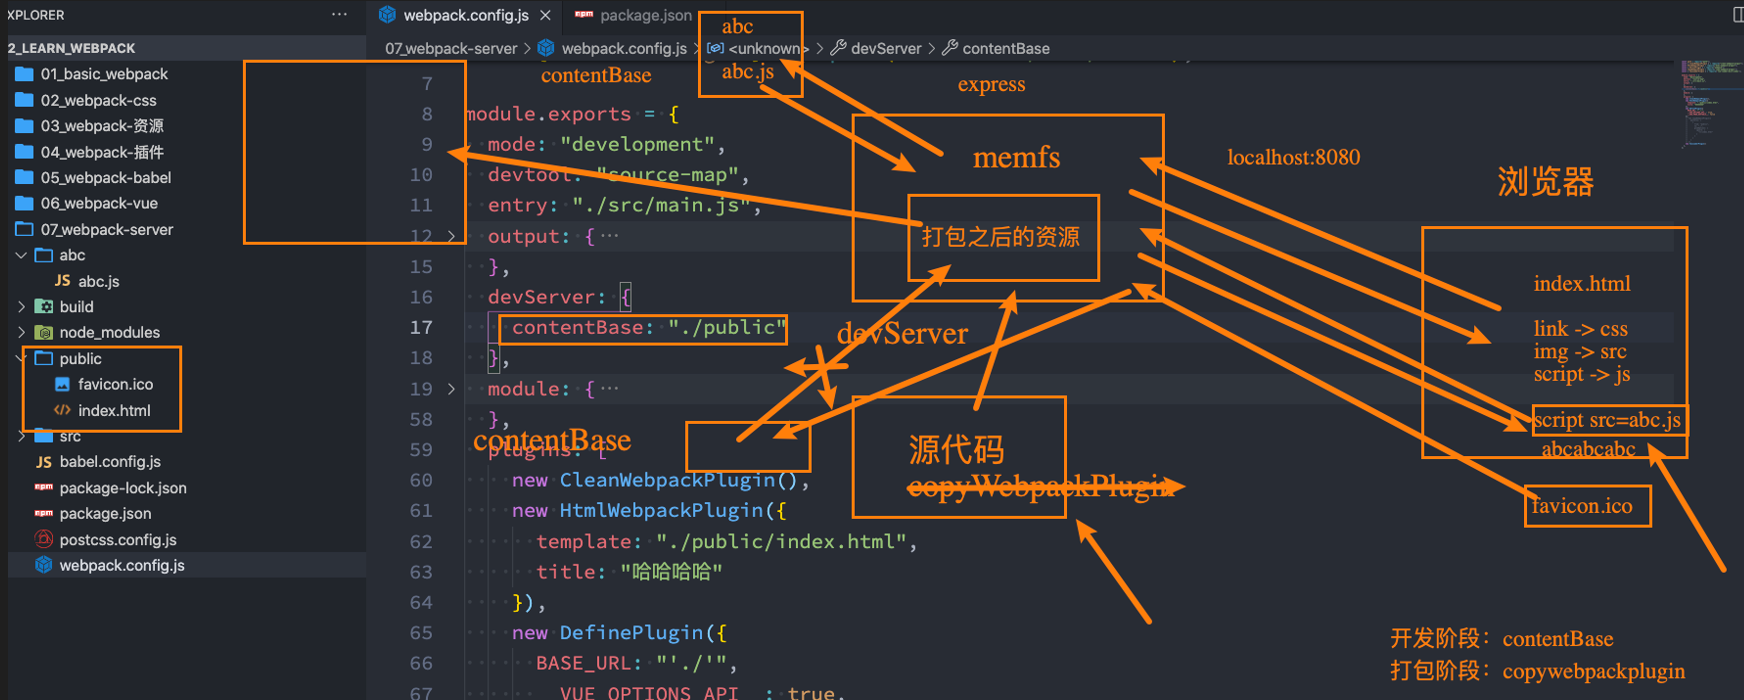 XPLORER
···
webpack.config.js
package.json
2_LEARN_WEBPACK
07_webpack-server > webpack.config.js > <unknown> > devServer > contentBase
01_basic_webpack
02_webpack-css
03_webpack-资源
04_webpack-插件
05_webpack-babel
06_webpack-vue
07_webpack-server
abc
JS abc.js
build
node_modules
public
favicon.ico
index.html
src
JS babel.config.js
package-lock.json
package.json
postcss.config.js
webpack.config.js
7
8 module.exports = {
9 mode: "development",
10 devtool: "source-map",
11 entry: "./src/main.js",
12 output: {···
15 },
16 devServer: {
17 contentBase: "./public"
18 },
19 module: {···
58 },
59 plugins: [
60 new CleanWebpackPlugin(),
61 new HtmlWebpackPlugin({
62 template: "./public/index.html",
63 title: "哈哈哈哈"
64 }),
65 new DefinePlugin({
66 BASE_URL: "'./'",
67 __VUE_OPTIONS_API__: true,
abc
abc.js
contentBase
express
memfs
打包之后的资源
localhost:8080
浏览器
index.html
link -> css
img -> src
script -> js
script src=abc.js
abcabcabc
favicon.ico
devServer
contentBase
源代码
copyWebpackPlugin
开发阶段：contentBase
打包阶段：copywebpackplugin